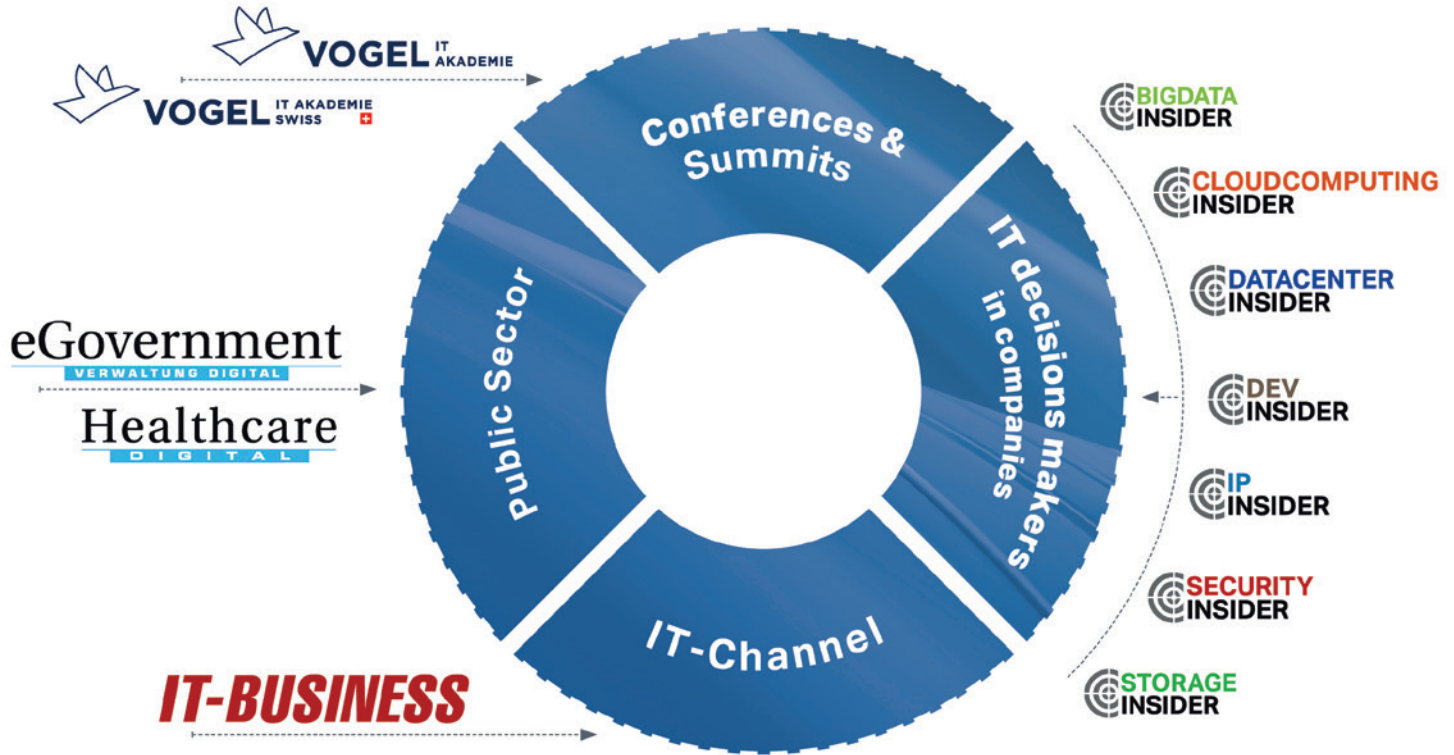 VOGEL IT
AKADEMIE
VOGEL IT AKADEMIE
SWISS
Conferences &
Summits
BIGDATA
INSIDER
CLOUDCOMPUTING
INSIDER
DATACENTER
INSIDER
DEV
INSIDER
IP
INSIDER
SECURITY
INSIDER
STORAGE
INSIDER
IT decisions makers
in companies
Public Sector
eGovernment
VERWALTUNG DIGITAL
Healthcare
DIGITAL
IT-Channel
IT-BUSINESS